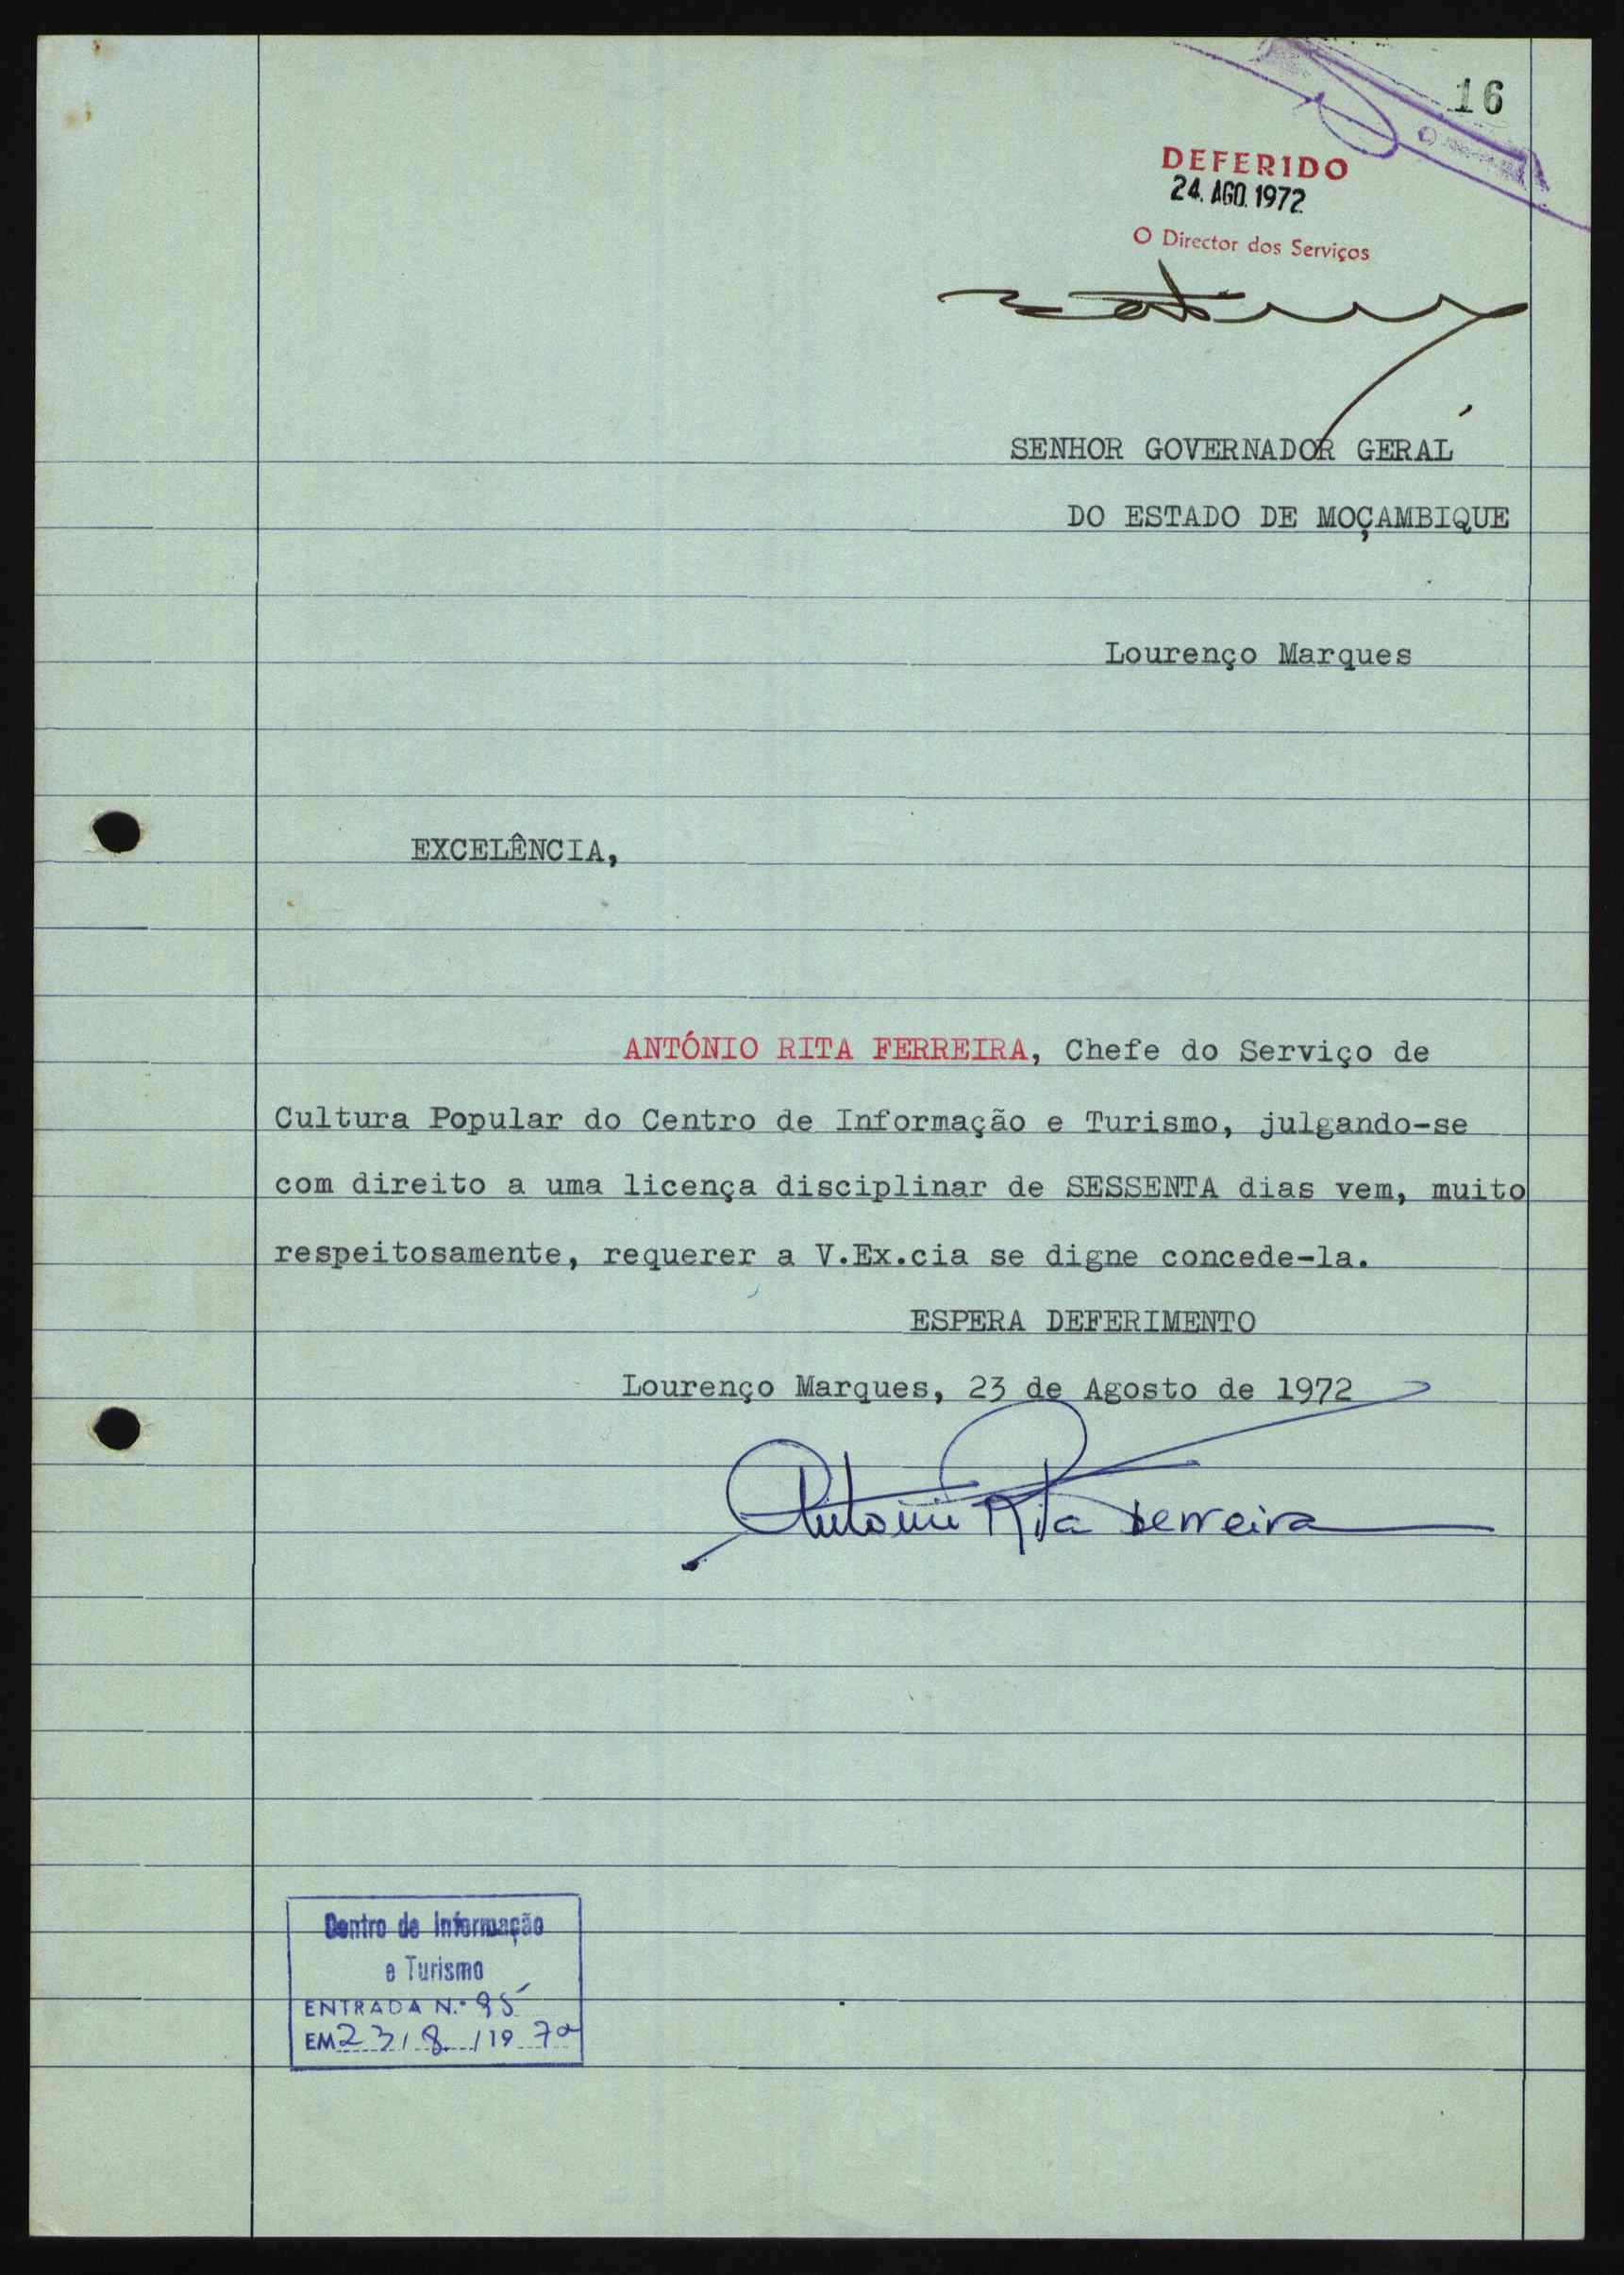 16
DEFERIDO
24. AGO. 1972
O Director dos Serviços
SENHOR GOVERNADOR GERAL
DO ESTADO DE MOÇAMBIQUE
Lourenço Marques
EXCELÊNCIA,
ANTÓNIO RITA FERREIRA, Chefe do Serviço de
Cultura Popular do Centro de Informação e Turismo, julgando-se
com direito a uma licença disciplinar de SESSENTA dias vem, muito
respeitosamente, requerer a V.Ex.cia se digne concede-la.
ESPERA DEFERIMENTO
Lourenço Marques, 23 de Agosto de 1972
Antonio Rita Ferreira
Centro de Informação
e Turismo
ENTRADA N.º 95
EM 23/8/1972